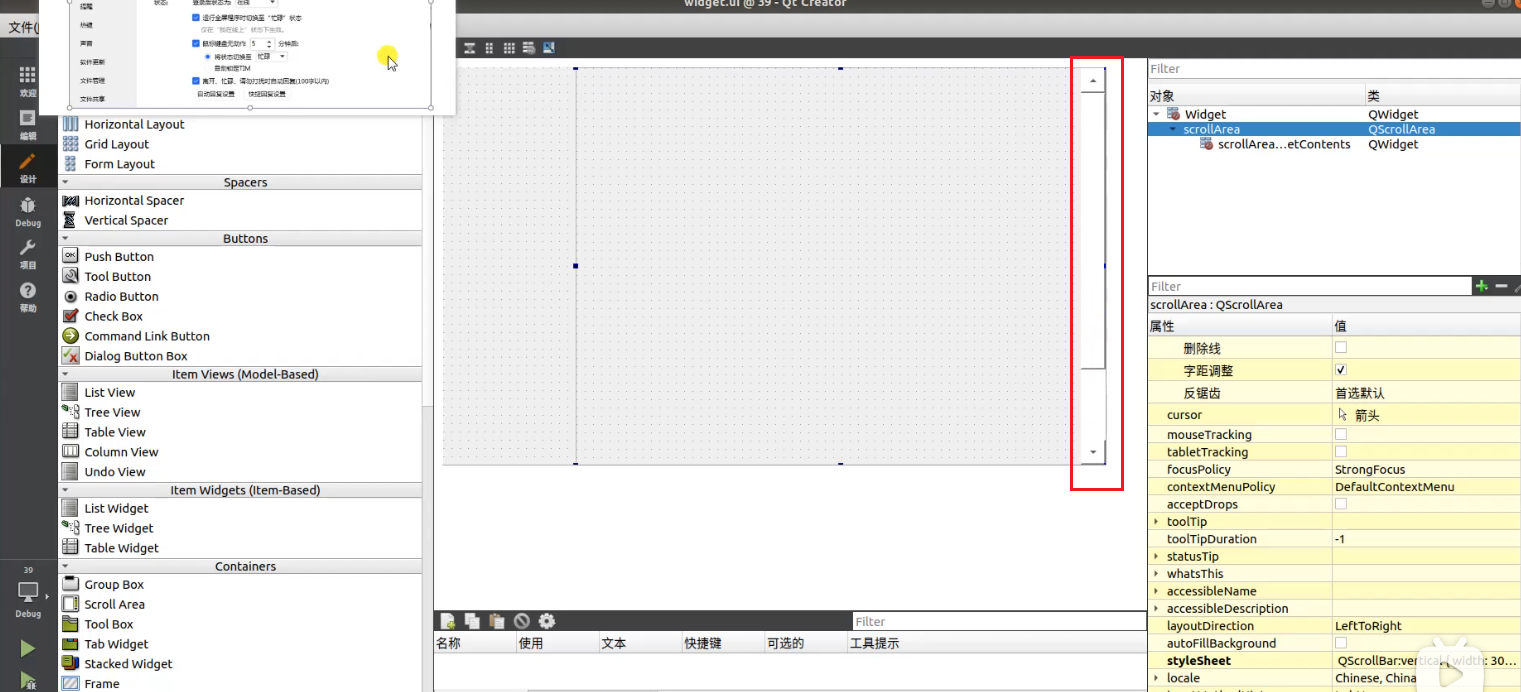 widget.ui @ 39 - Qt Creator
文件(
提醒
热键
声音
软件更新
文件管理
文件共享
状态:
登录后状态为:
在线
运行全屏程序时切换至“忙碌”状态
仅在“我在线上”状态下生效。
鼠标键盘无动作 5 分钟后:
将状态切换至 忙碌
离开、忙碌、请勿打扰时自动回复(100字以内)
自动回复设置 快捷回复设置
欢迎
编辑
设计
Debug
项目
帮助
39
Debug
Horizontal Layout
Grid Layout
Form Layout
Spacers
Horizontal Spacer
Vertical Spacer
Buttons
Push Button
Tool Button
Radio Button
Check Box
Command Link Button
Dialog Button Box
Item Views (Model-Based)
List View
Tree View
Table View
Column View
Undo View
Item Widgets (Item-Based)
List Widget
Tree Widget
Table Widget
Containers
Group Box
Scroll Area
Tool Box
Tab Widget
Stacked Widget
Frame
Filter
名称 使用 文本 快捷键 可选的 工具提示
Filter
对象 类
Widget QWidget
scrollArea QScrollArea
scrollArea...etContents QWidget
Filter
scrollArea : QScrollArea
属性 值
删除线
字距调整
反锯齿 首选默认
cursor 箭头
mouseTracking
tabletTracking
focusPolicy StrongFocus
contextMenuPolicy DefaultContextMenu
acceptDrops
toolTip
toolTipDuration -1
statusTip
whatsThis
accessibleName
accessibleDescription
layoutDirection LeftToRight
autoFillBackground
styleSheet QScrollBar:vertical { width: 30...
locale Chinese, China